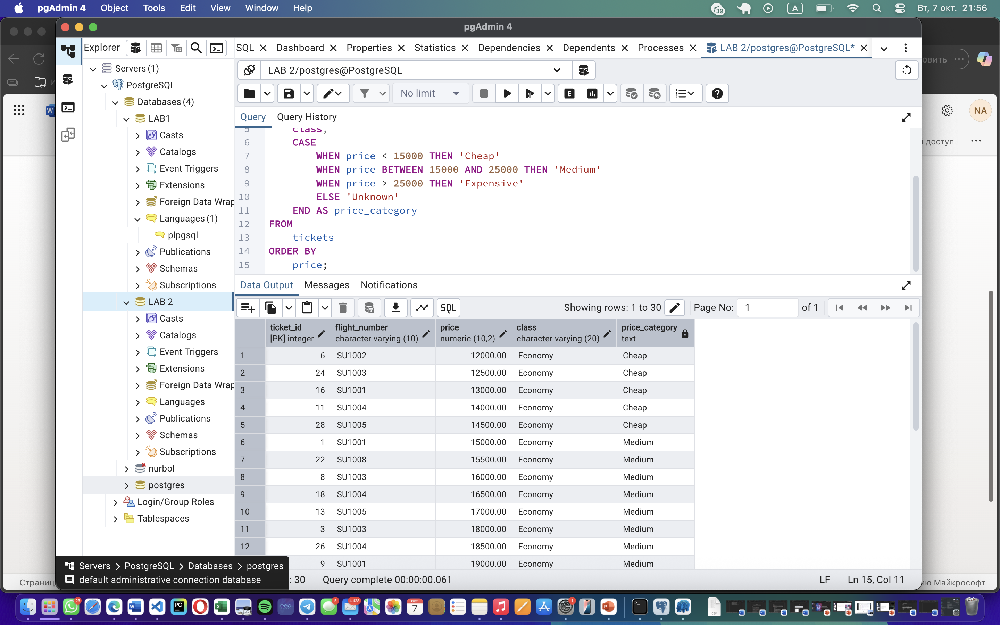 pgAdmin 4 Object Tools Edit View Window Help 39 A Вт, 7 окт. 21:56
pgAdmin 4
Explorer
SQL Dashboard Properties Statistics Dependencies Dependents Processes LAB 2/postgres@PostgreSQL*
Servers (1)
PostgreSQL
Databases (4)
LAB1
Casts
Catalogs
Event Triggers
Extensions
Foreign Data Wrap
Languages (1)
plpgsql
Publications
Schemas
Subscriptions
LAB 2
Casts
Catalogs
Event Triggers
Extensions
Foreign Data Wrap
Languages
Publications
Schemas
Subscriptions
nurbol
postgres
Login/Group Roles
Tablespaces
Servers > PostgreSQL > Databases > postgres
default administrative connection database
LAB 2/postgres@PostgreSQL
No limit
E
Query Query History
5 class,
6 CASE
7 WHEN price < 15000 THEN 'Cheap'
8 WHEN price BETWEEN 15000 AND 25000 THEN 'Medium'
9 WHEN price > 25000 THEN 'Expensive'
10 ELSE 'Unknown'
11 END AS price_category
12 FROM
13 tickets
14 ORDER BY
15 price;
Data Output Messages Notifications
SQL Showing rows: 1 to 30 Page No: 1 of 1
ticket_id flight_number price class price_category
[PK] integer character varying (10) numeric (10,2) character varying (20) text
1 6 SU1002 12000.00 Economy Cheap
2 24 SU1003 12500.00 Economy Cheap
3 16 SU1001 13000.00 Economy Cheap
4 11 SU1004 14000.00 Economy Cheap
5 28 SU1005 14500.00 Economy Cheap
6 1 SU1001 15000.00 Economy Medium
7 22 SU1008 15500.00 Economy Medium
8 8 SU1003 16000.00 Economy Medium
9 18 SU1004 16500.00 Economy Medium
10 13 SU1005 17000.00 Economy Medium
11 3 SU1003 18000.00 Economy Medium
12 26 SU1004 18500.00 Economy Medium
9 SU1001 19000.00 Economy Medium
: 30 Query complete 00:00:00.061 LF Ln 15, Col 11
NA
23 5 4 428 ОКТ. 7 1